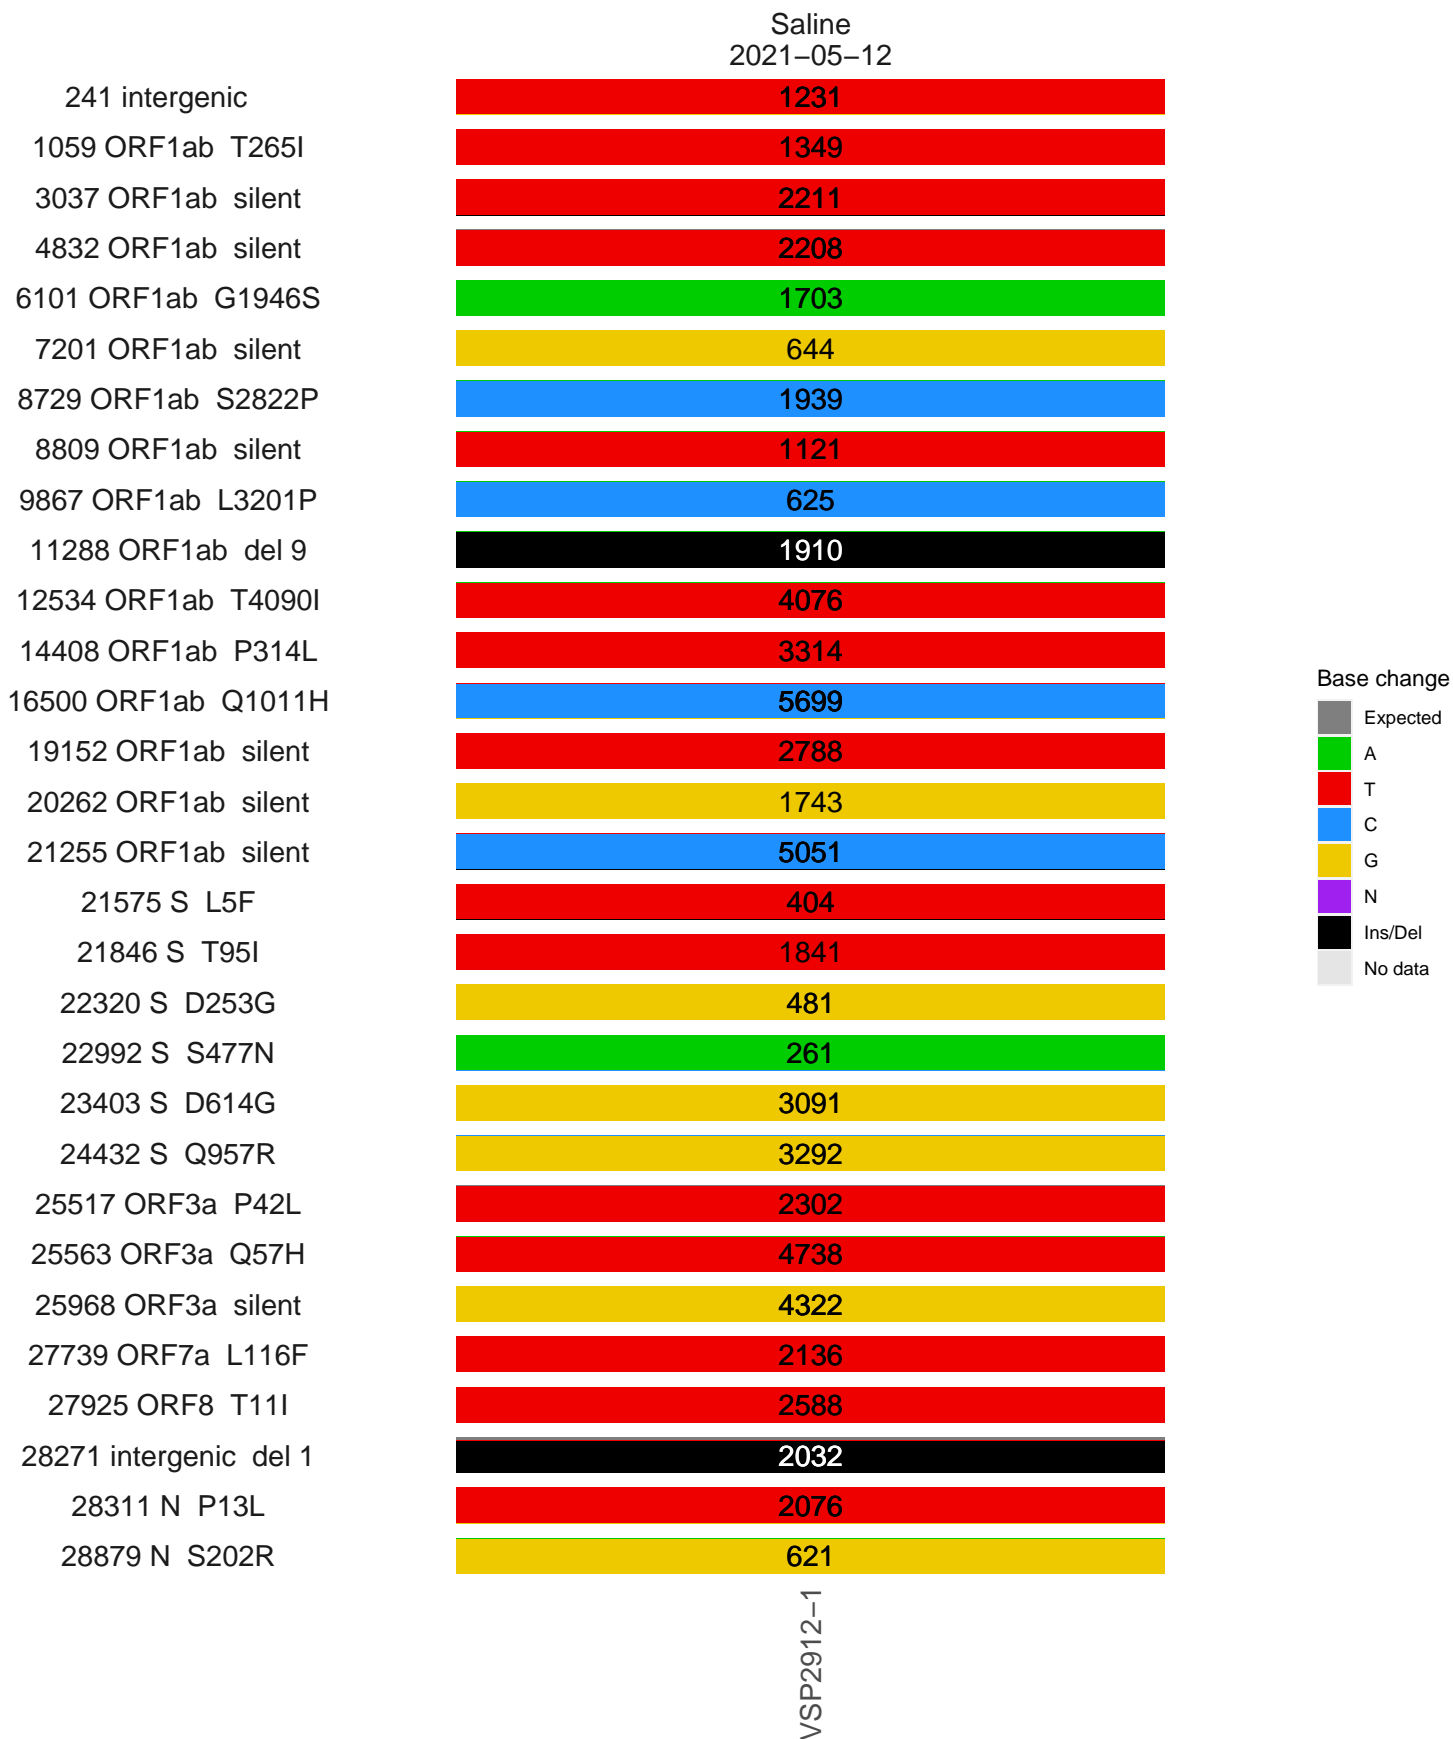 Saline
2021−05−12
241 intergenic 1231
1059 ORF1ab T265I 1349
3037 ORF1ab silent 2211
4832 ORF1ab silent 2208
6101 ORF1ab G1946S 1703
7201 ORF1ab silent 644
8729 ORF1ab S2822P 1939
8809 ORF1ab silent 1121
9867 ORF1ab L3201P 625
11288 ORF1ab del 9 1910
12534 ORF1ab T4090I 4076
14408 ORF1ab P314L 3314
16500 ORF1ab Q1011H 5699
19152 ORF1ab silent 2788
20262 ORF1ab silent 1743
21255 ORF1ab silent 5051
21575 S L5F 404
21846 S T95I 1841
22320 S D253G 481
22992 S S477N 261
23403 S D614G 3091
24432 S Q957R 3292
25517 ORF3a P42L 2302
25563 ORF3a Q57H 4738
25968 ORF3a silent 4322
27739 ORF7a L116F 2136
27925 ORF8 T11I 2588
28271 intergenic del 1 2032
28311 N P13L 2076
28879 N S202R 621
VSP2912−1
Base change
Expected
A
T
C
G
N
Ins/Del
No data